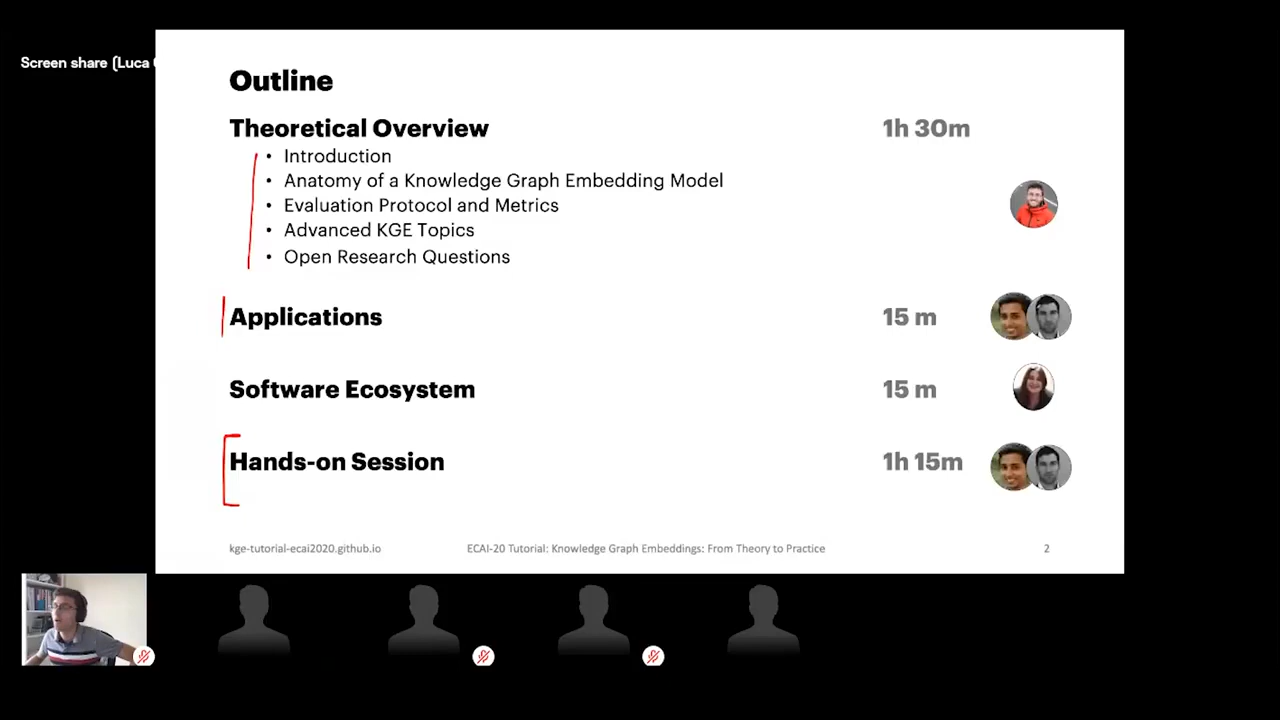 Screen share (Luca
Outline
Theoretical Overview 1h 30m
• Introduction
• Anatomy of a Knowledge Graph Embedding Model
• Evaluation Protocol and Metrics
• Advanced KGE Topics
• Open Research Questions
Applications 15 m
Software Ecosystem 15 m
Hands-on Session 1h 15m
kge-tutorial-ecai2020.github.io ECAI-20 Tutorial: Knowledge Graph Embeddings: From Theory to Practice 2